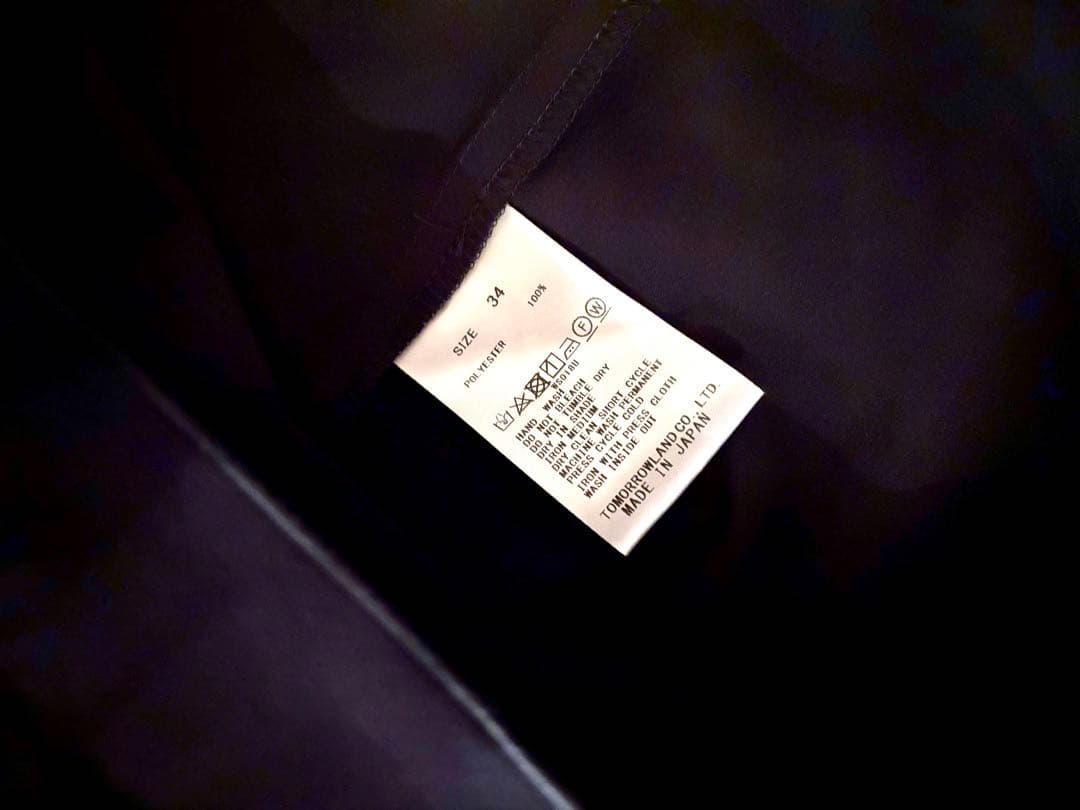 SIZE 34
POLYESTER 100%
F W
HAND WASH
DO NOT BLEACH
DO NOT TUMBLE DRY
DRY IN SHADE
IRON MEDIUM
DRY CLEAN SHORT CYCLE
MACHINE WASH PERMANENT
PRESS CYCLE COLD
IRON WITH PRESS CLOTH
WASH INSIDE OUT
TOMORROWLAND CO., LTD.
MADE IN JAPAN